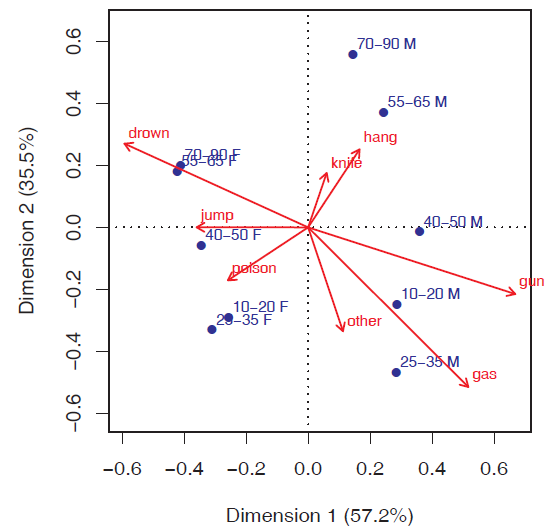 70−90 M
55−65 M
hang
drown
knife
70−90 F
55−65 F
jump
40−50 M
40−50 F
poison
gun
10−20 M
10−20 F
25−35 F
other
25−35 M
gas
0.6
0.4
0.2
0.0
−0.2
−0.4
−0.6
Dimension 2 (35.5%)
−0.6 −0.4 −0.2 0.0 0.2 0.4 0.6
Dimension 1 (57.2%)